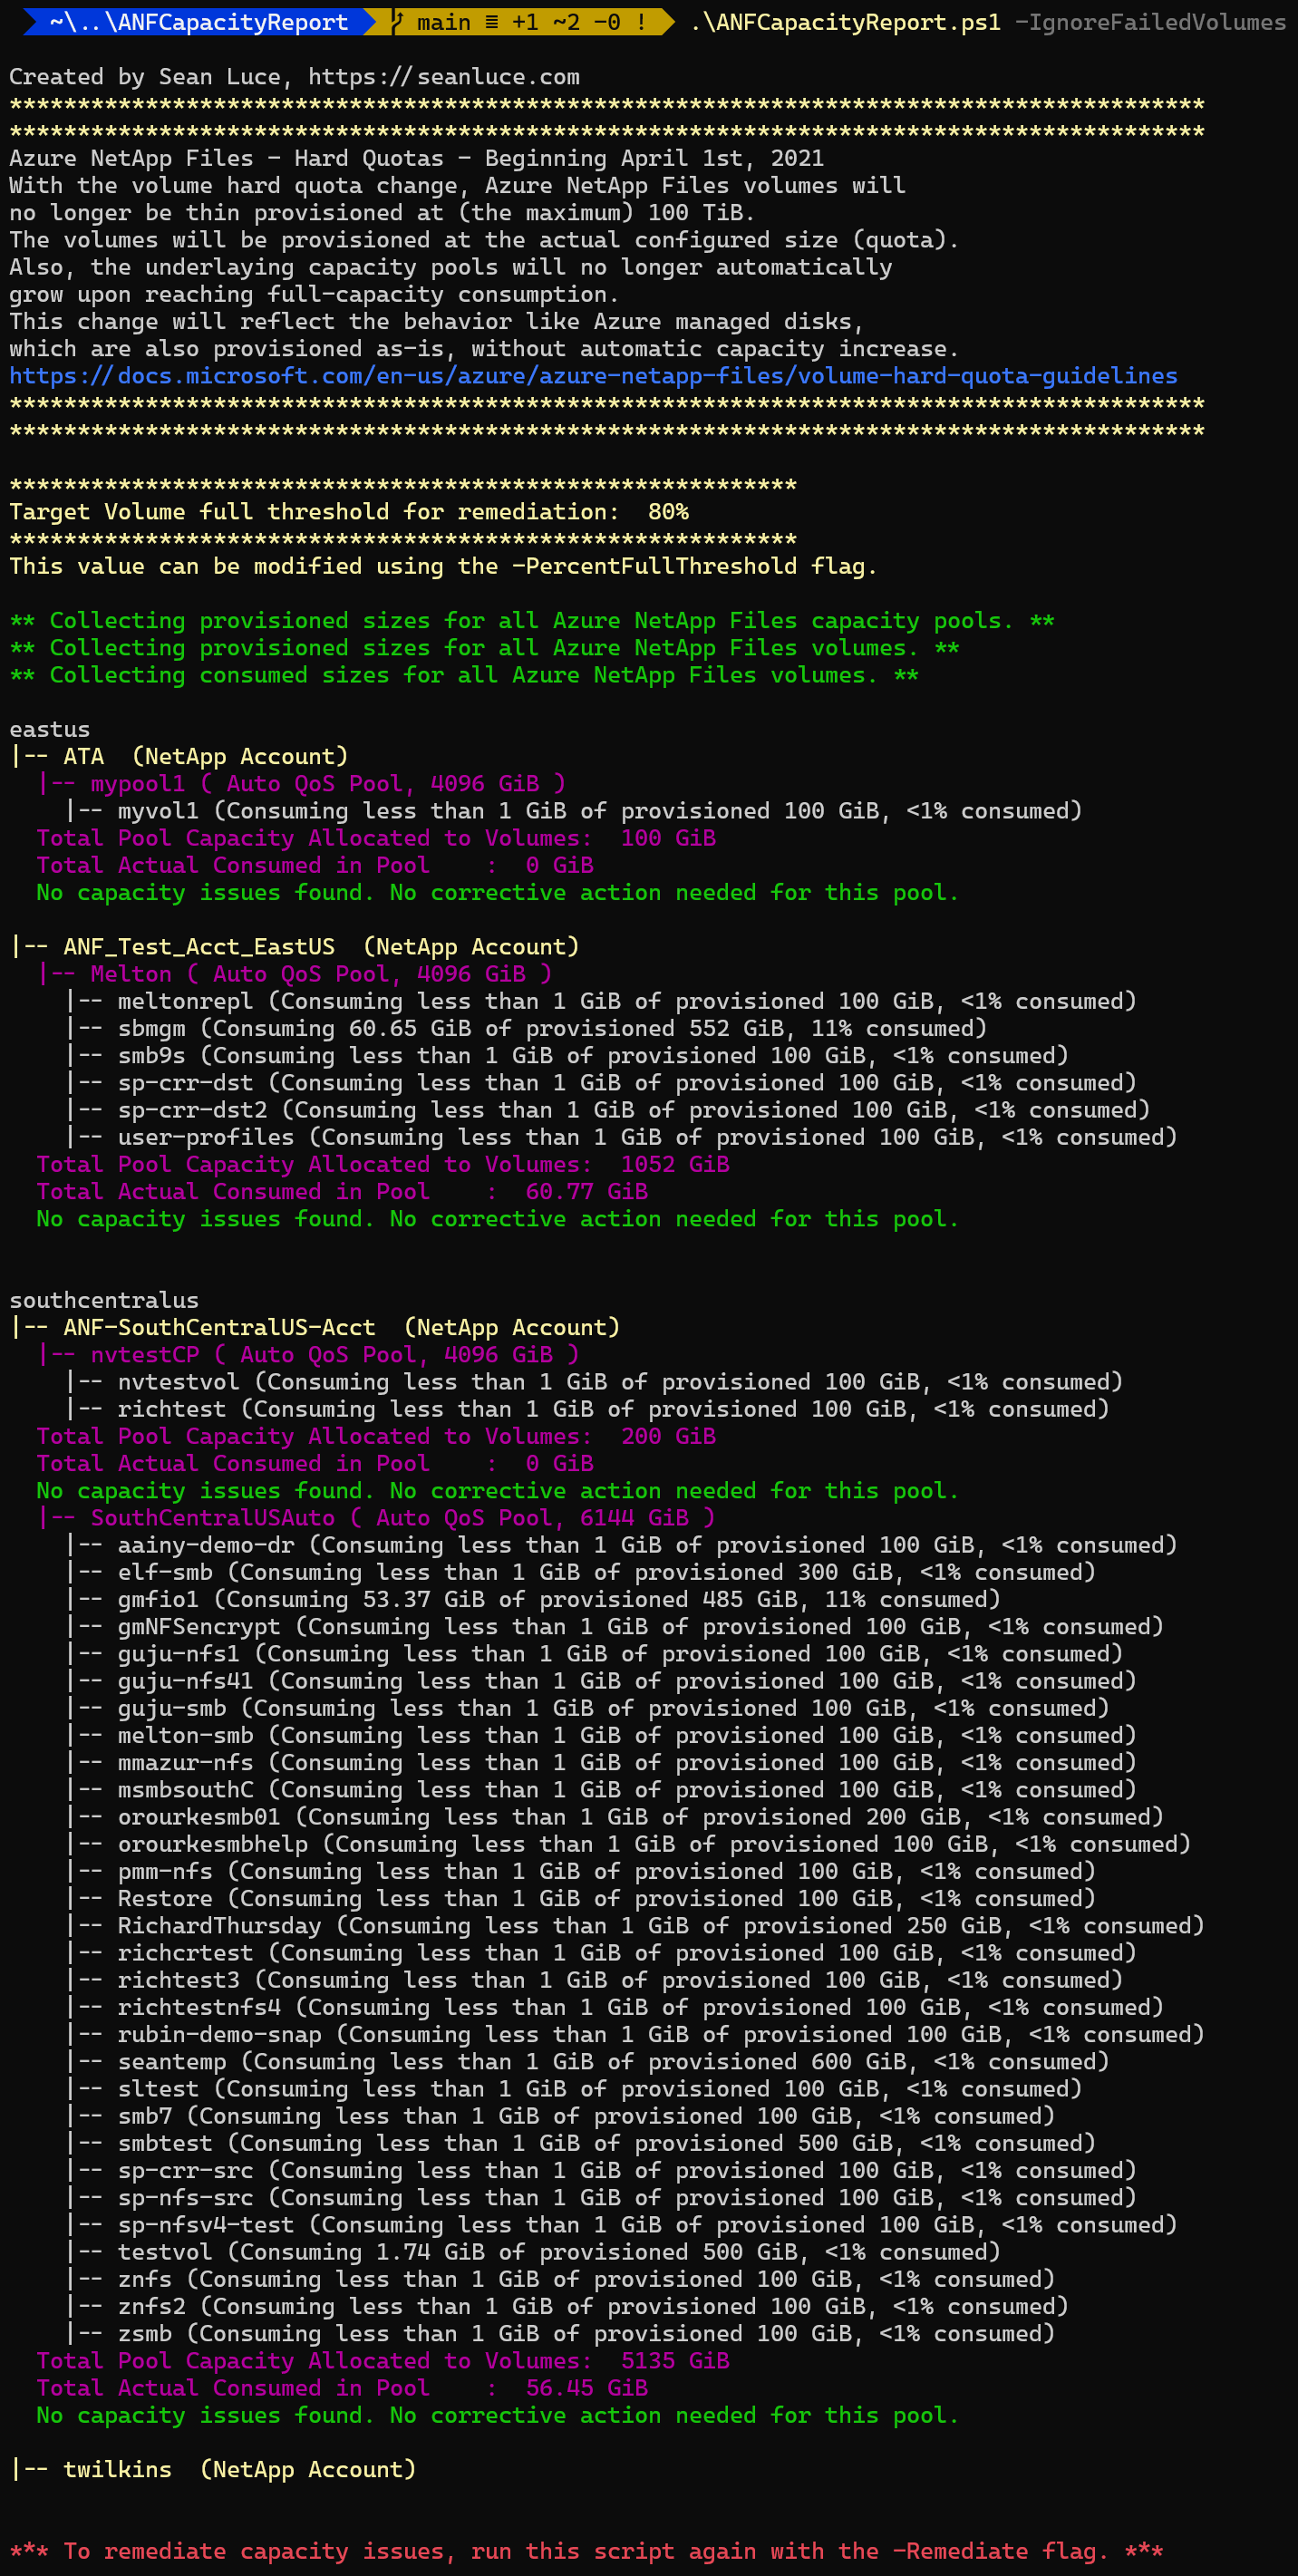 ~\..\ANFCapacityReport  main ≡ +1 ~2 -0 !  .\ANFCapacityReport.ps1 -IgnoreFailedVolumes
Created by Sean Luce, https://seanluce.com
****************************************************************************************
****************************************************************************************
Azure NetApp Files - Hard Quotas - Beginning April 1st, 2021
With the volume hard quota change, Azure NetApp Files volumes will
no longer be thin provisioned at (the maximum) 100 TiB.
The volumes will be provisioned at the actual configured size (quota).
Also, the underlaying capacity pools will no longer automatically
grow upon reaching full-capacity consumption.
This change will reflect the behavior like Azure managed disks,
which are also provisioned as-is, without automatic capacity increase.
https://docs.microsoft.com/en-us/azure/azure-netapp-files/volume-hard-quota-guidelines
****************************************************************************************
****************************************************************************************
**********************************************************
Target Volume full threshold for remediation:  80%
**********************************************************
This value can be modified using the -PercentFullThreshold flag.
** Collecting provisioned sizes for all Azure NetApp Files capacity pools. **
** Collecting provisioned sizes for all Azure NetApp Files volumes. **
** Collecting consumed sizes for all Azure NetApp Files volumes. **
eastus
|-- ATA  (NetApp Account)
  |-- mypool1 ( Auto QoS Pool, 4096 GiB )
    |-- myvol1 (Consuming less than 1 GiB of provisioned 100 GiB, <1% consumed)
  Total Pool Capacity Allocated to Volumes:  100 GiB
  Total Actual Consumed in Pool    :  0 GiB
  No capacity issues found. No corrective action needed for this pool.
|-- ANF_Test_Acct_EastUS  (NetApp Account)
  |-- Melton ( Auto QoS Pool, 4096 GiB )
    |-- meltonrepl (Consuming less than 1 GiB of provisioned 100 GiB, <1% consumed)
    |-- sbmgm (Consuming 60.65 GiB of provisioned 552 GiB, 11% consumed)
    |-- smb9s (Consuming less than 1 GiB of provisioned 100 GiB, <1% consumed)
    |-- sp-crr-dst (Consuming less than 1 GiB of provisioned 100 GiB, <1% consumed)
    |-- sp-crr-dst2 (Consuming less than 1 GiB of provisioned 100 GiB, <1% consumed)
    |-- user-profiles (Consuming less than 1 GiB of provisioned 100 GiB, <1% consumed)
  Total Pool Capacity Allocated to Volumes:  1052 GiB
  Total Actual Consumed in Pool    :  60.77 GiB
  No capacity issues found. No corrective action needed for this pool.
southcentralus
|-- ANF-SouthCentralUS-Acct  (NetApp Account)
  |-- nvtestCP ( Auto QoS Pool, 4096 GiB )
    |-- nvtestvol (Consuming less than 1 GiB of provisioned 100 GiB, <1% consumed)
    |-- richtest (Consuming less than 1 GiB of provisioned 100 GiB, <1% consumed)
  Total Pool Capacity Allocated to Volumes:  200 GiB
  Total Actual Consumed in Pool    :  0 GiB
  No capacity issues found. No corrective action needed for this pool.
  |-- SouthCentralUSAuto ( Auto QoS Pool, 6144 GiB )
    |-- aainy-demo-dr (Consuming less than 1 GiB of provisioned 100 GiB, <1% consumed)
    |-- elf-smb (Consuming less than 1 GiB of provisioned 300 GiB, <1% consumed)
    |-- gmfio1 (Consuming 53.37 GiB of provisioned 485 GiB, 11% consumed)
    |-- gmNFSencrypt (Consuming less than 1 GiB of provisioned 100 GiB, <1% consumed)
    |-- guju-nfs1 (Consuming less than 1 GiB of provisioned 100 GiB, <1% consumed)
    |-- guju-nfs41 (Consuming less than 1 GiB of provisioned 100 GiB, <1% consumed)
    |-- guju-smb (Consuming less than 1 GiB of provisioned 100 GiB, <1% consumed)
    |-- melton-smb (Consuming less than 1 GiB of provisioned 100 GiB, <1% consumed)
    |-- mmazur-nfs (Consuming less than 1 GiB of provisioned 100 GiB, <1% consumed)
    |-- msmbsouthC (Consuming less than 1 GiB of provisioned 100 GiB, <1% consumed)
    |-- orourkesmb01 (Consuming less than 1 GiB of provisioned 200 GiB, <1% consumed)
    |-- orourkesmbhelp (Consuming less than 1 GiB of provisioned 100 GiB, <1% consumed)
    |-- pmm-nfs (Consuming less than 1 GiB of provisioned 100 GiB, <1% consumed)
    |-- Restore (Consuming less than 1 GiB of provisioned 100 GiB, <1% consumed)
    |-- RichardThursday (Consuming less than 1 GiB of provisioned 250 GiB, <1% consumed)
    |-- richcrtest (Consuming less than 1 GiB of provisioned 100 GiB, <1% consumed)
    |-- richtest3 (Consuming less than 1 GiB of provisioned 100 GiB, <1% consumed)
    |-- richtestnfs4 (Consuming less than 1 GiB of provisioned 100 GiB, <1% consumed)
    |-- rubin-demo-snap (Consuming less than 1 GiB of provisioned 100 GiB, <1% consumed)
    |-- seantemp (Consuming less than 1 GiB of provisioned 600 GiB, <1% consumed)
    |-- sltest (Consuming less than 1 GiB of provisioned 100 GiB, <1% consumed)
    |-- smb7 (Consuming less than 1 GiB of provisioned 100 GiB, <1% consumed)
    |-- smbtest (Consuming less than 1 GiB of provisioned 500 GiB, <1% consumed)
    |-- sp-crr-src (Consuming less than 1 GiB of provisioned 100 GiB, <1% consumed)
    |-- sp-nfs-src (Consuming less than 1 GiB of provisioned 100 GiB, <1% consumed)
    |-- sp-nfsv4-test (Consuming less than 1 GiB of provisioned 100 GiB, <1% consumed)
    |-- testvol (Consuming 1.74 GiB of provisioned 500 GiB, <1% consumed)
    |-- znfs (Consuming less than 1 GiB of provisioned 100 GiB, <1% consumed)
    |-- znfs2 (Consuming less than 1 GiB of provisioned 100 GiB, <1% consumed)
    |-- zsmb (Consuming less than 1 GiB of provisioned 100 GiB, <1% consumed)
  Total Pool Capacity Allocated to Volumes:  5135 GiB
  Total Actual Consumed in Pool    :  56.45 GiB
  No capacity issues found. No corrective action needed for this pool.
|-- twilkins  (NetApp Account)
*** To remediate capacity issues, run this script again with the -Remediate flag. ***